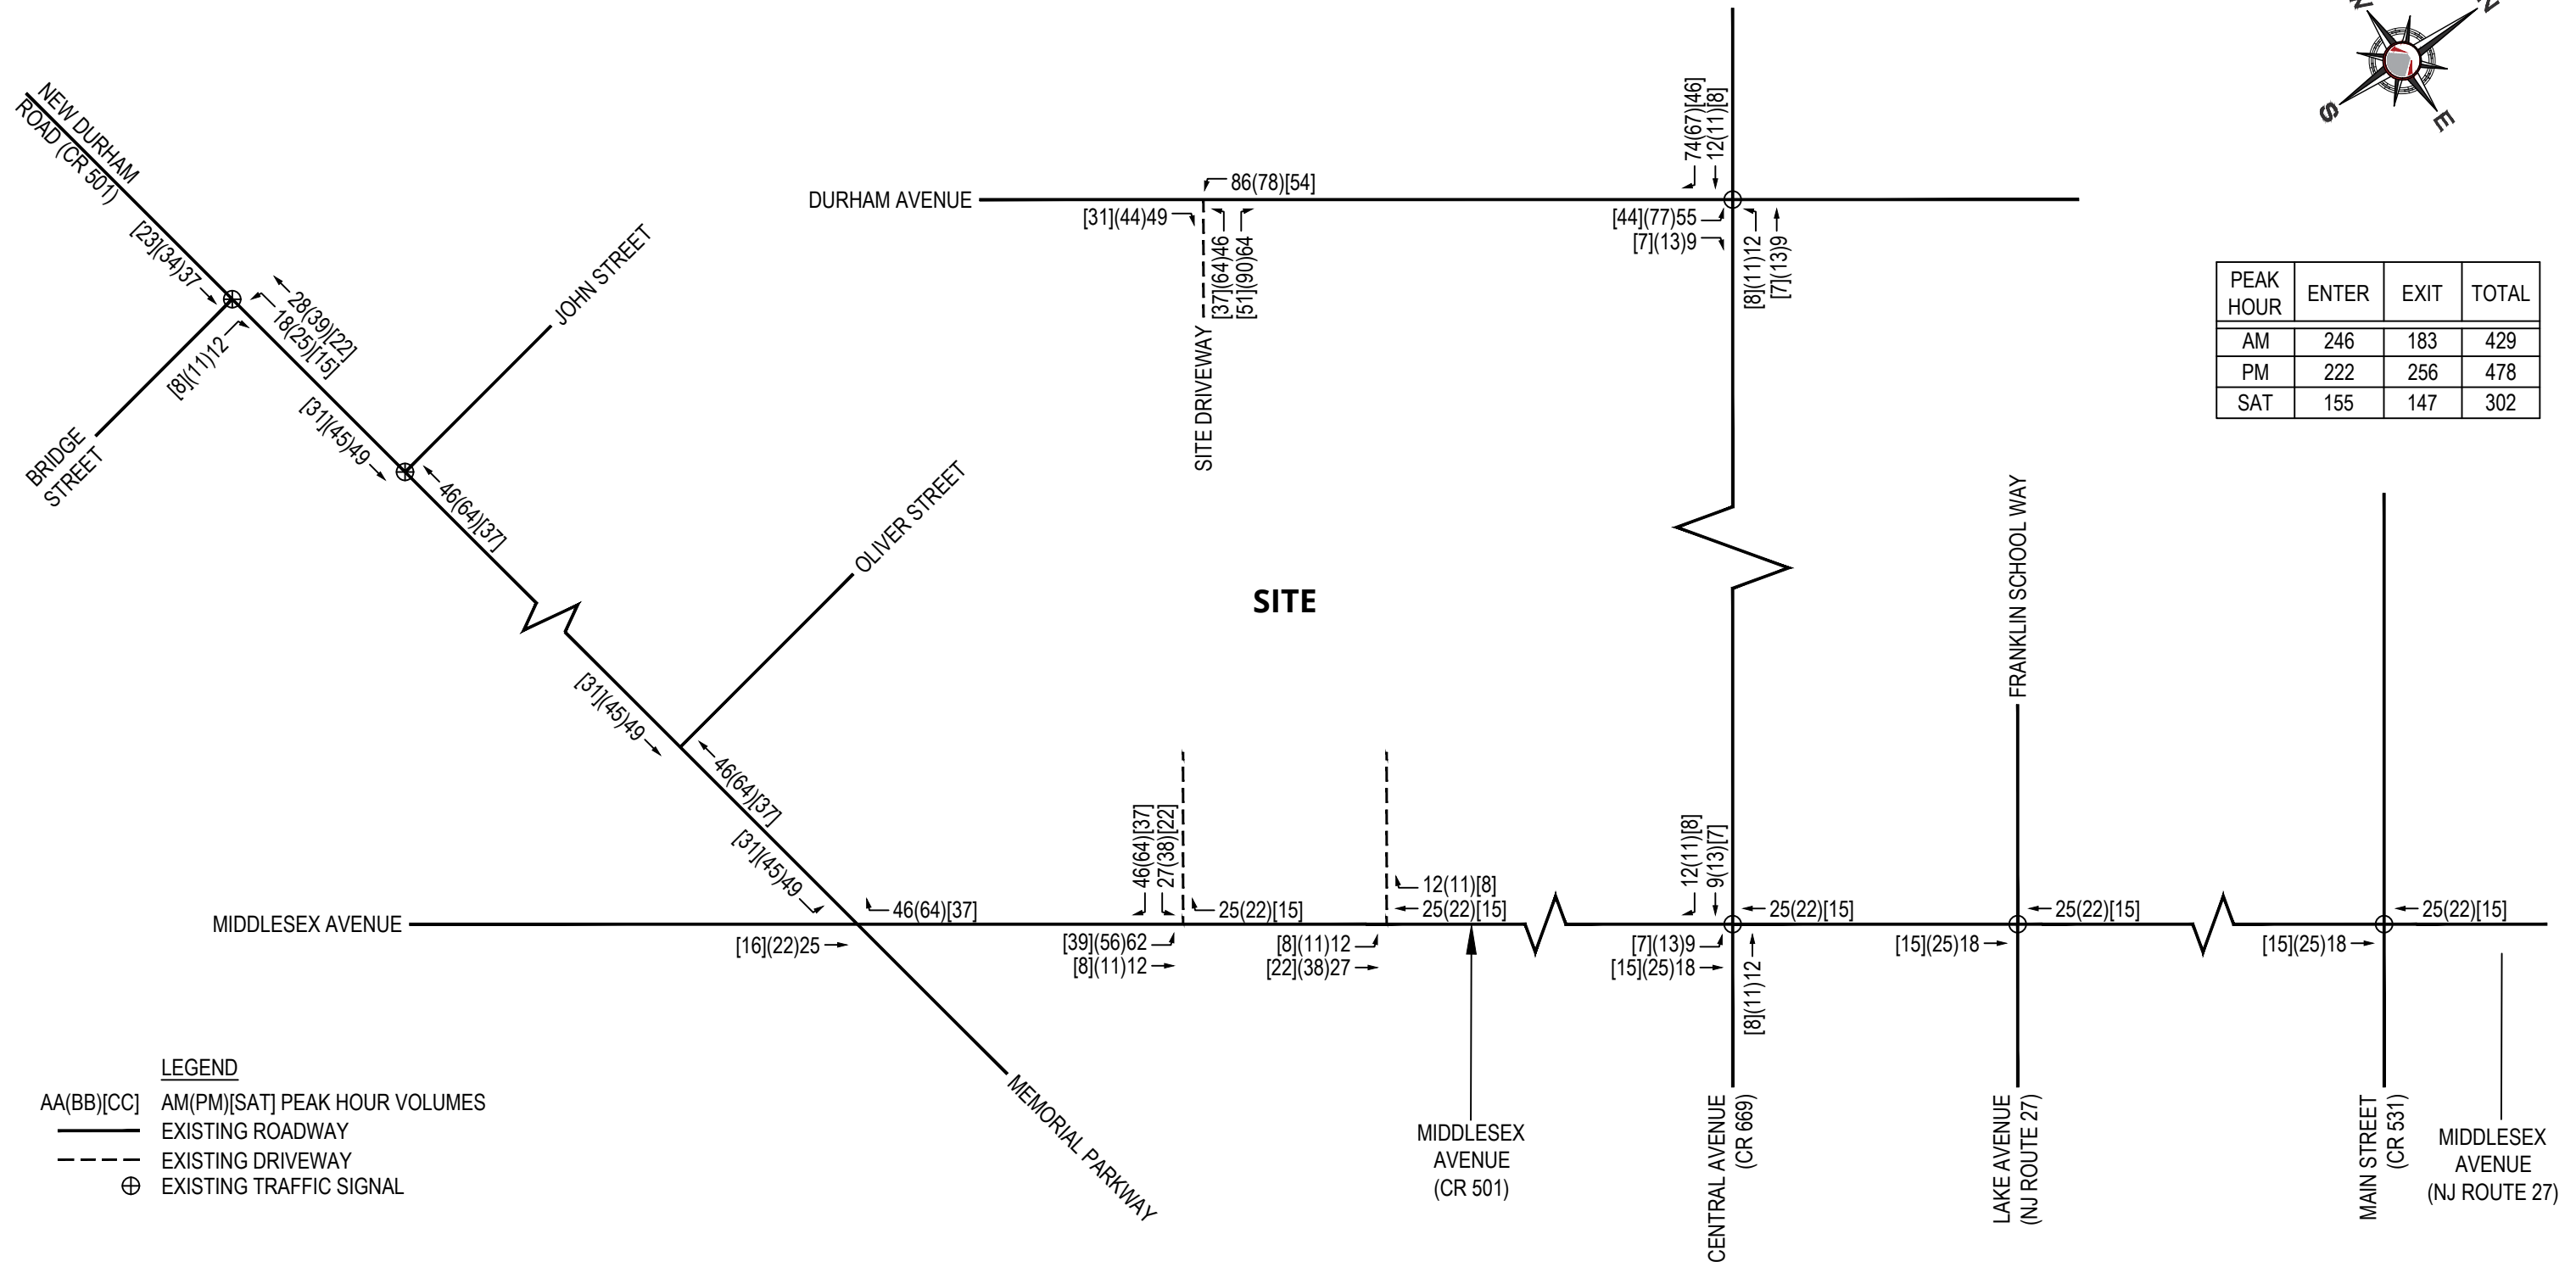 N
W
S
E
NEW DURHAM
ROAD (CR 501)
[23](34)37
28(39)[22]
18(25)[15]
[8](11)12
BRIDGE
STREET
JOHN STREET
[31](45)49
46(64)[37]
OLIVER STREET
[31](45)49
46(64)[37]
[31](45)49
DURHAM AVENUE
86(78)[54]
[31](44)49
[37](64)46
[51](90)64
SITE DRIVEWAY
74(67)[46]
12(11)[8]
[44](77)55
[7](13)9
[8](11)12
[7](13)9
PEAK HOUR ENTER EXIT TOTAL
AM 246 183 429
PM 222 256 478
SAT 155 147 302
SITE
FRANKLIN SCHOOL WAY
MIDDLESEX AVENUE
46(64)[37]
[16](22)25
46(64)[37]
27(38)[22]
25(22)[15]
[39](56)62
[8](11)12
12(11)[8]
25(22)[15]
[8](11)12
[22](38)27
12(11)[8]
9(13)[7]
25(22)[15]
[7](13)9
[15](25)18
[8](11)12
25(22)[15]
[15](25)18
25(22)[15]
[15](25)18
MEMORIAL PARKWAY
MIDDLESEX
AVENUE
(CR 501)
CENTRAL AVENUE
(CR 669)
LAKE AVENUE
(NJ ROUTE 27)
MAIN STREET
(CR 531)
MIDDLESEX
AVENUE
(NJ ROUTE 27)
LEGEND
AA(BB)[CC] AM(PM)[SAT] PEAK HOUR VOLUMES
EXISTING ROADWAY
EXISTING DRIVEWAY
EXISTING TRAFFIC SIGNAL